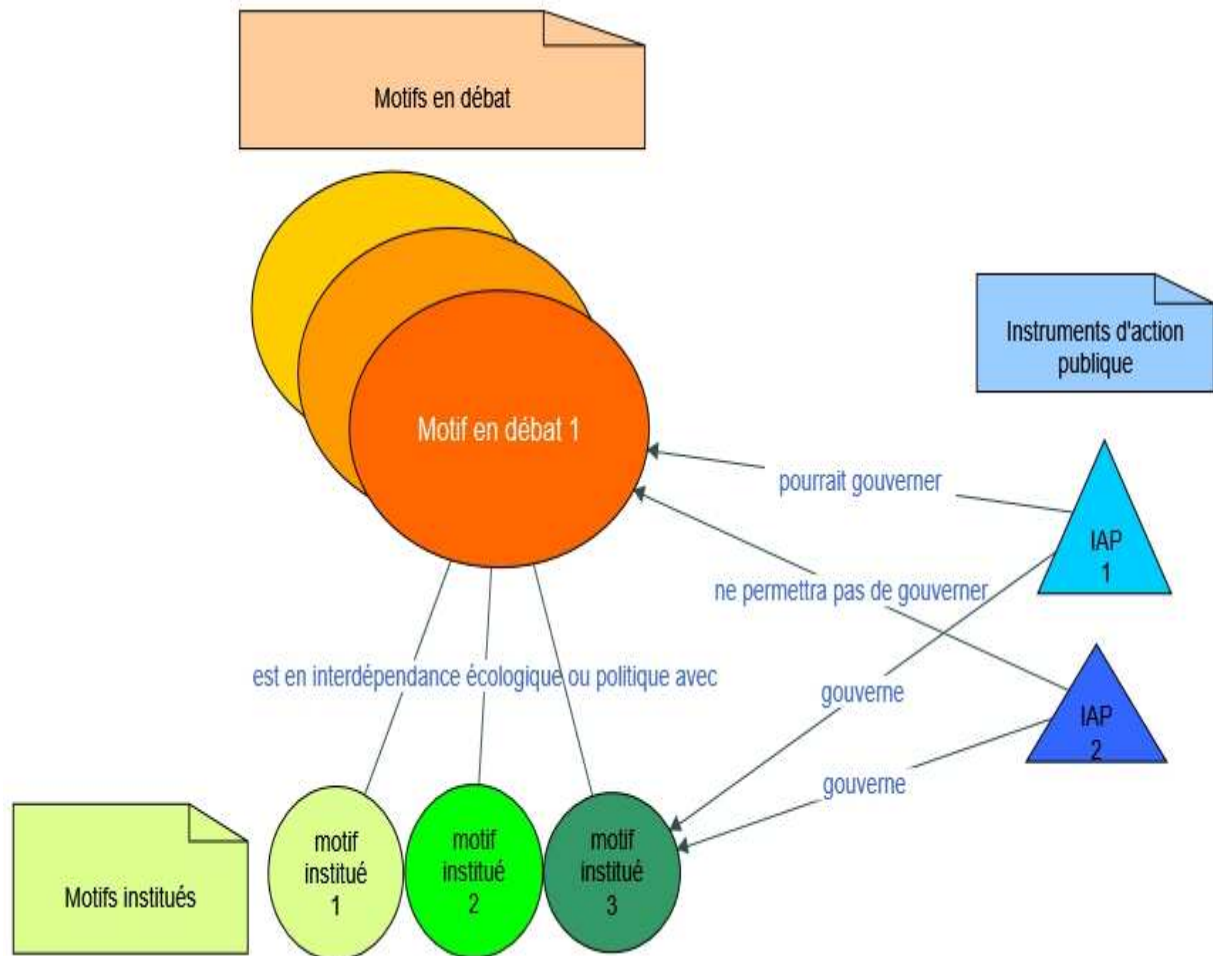 Motifs en débat
Instruments d'action
publique
Motif en débat 1
pourrait gouverner
IAP
1
ne permettra pas de gouverner
est en interdépendance écologique ou politique avec
gouverne
IAP
2
gouverne
motif
institué
1
motif
institué
2
motif
institué
3
Motifs institués